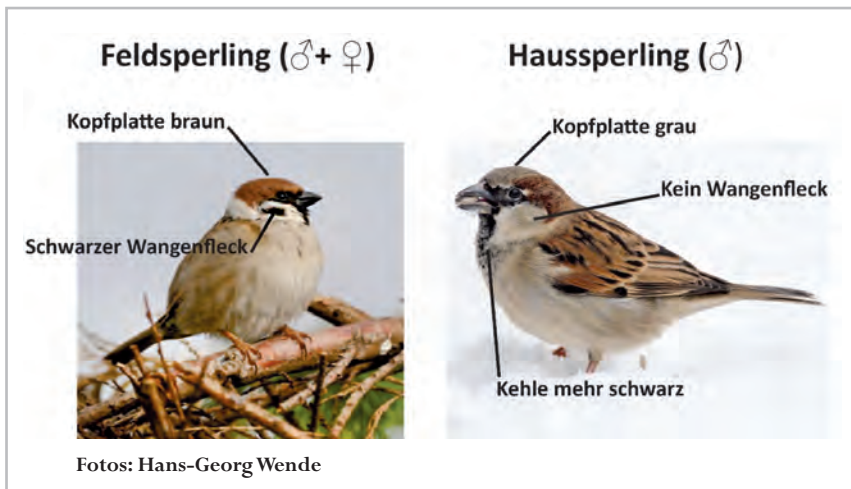 Feldsperling (♂+ ♀)
Kopfplatte braun
Schwarzer Wangenfleck
Haussperling (♂)
Kopfplatte grau
Kein Wangenfleck
Kehle mehr schwarz
Fotos: Hans-Georg Wende